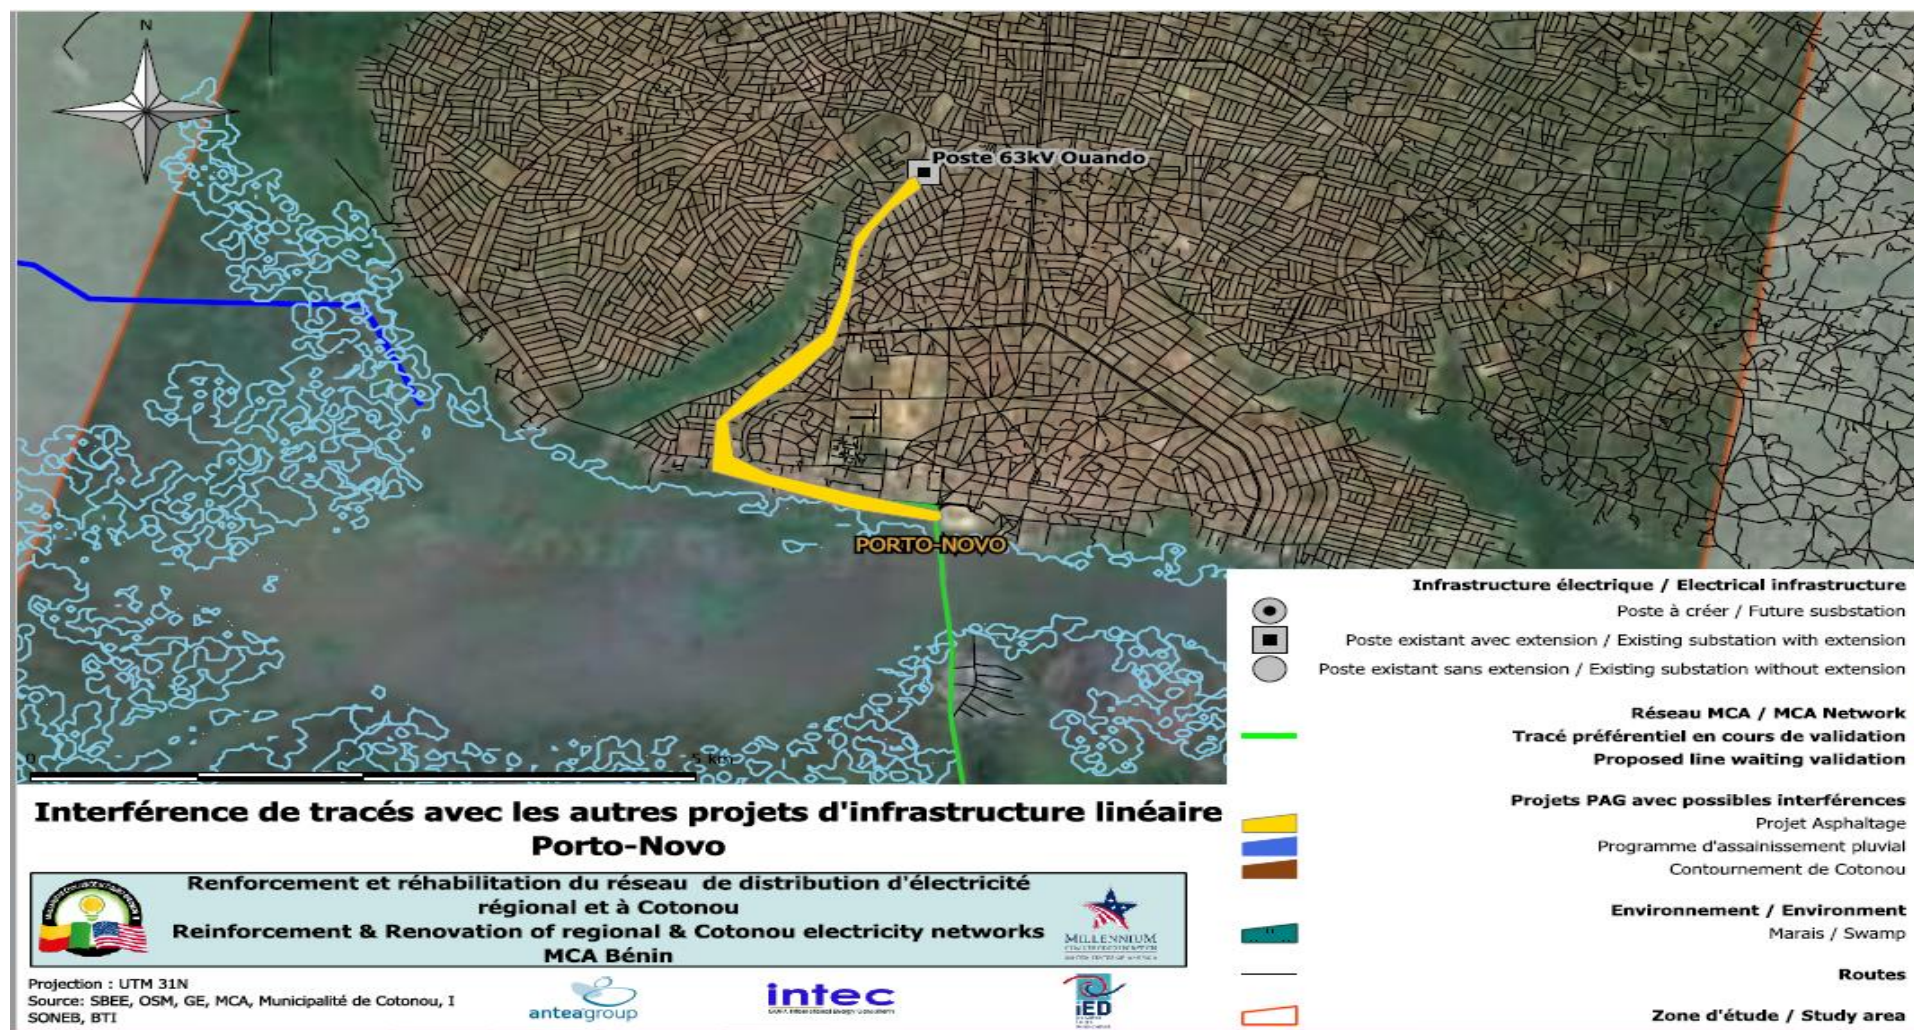 N
Poste 63kV Ouando
PORTO-NOVO
0
5 km
Infrastructure électrique / Electrical infrastructure
Poste à créer / Future susbstation
Poste existant avec extension / Existing substation with extension
Poste existant sans extension / Existing substation without extension
Réseau MCA / MCA Network
Tracé préférentiel en cours de validation
Proposed line waiting validation
Projets PAG avec possibles interférences
Projet Asphaltage
Programme d'assainissement pluvial
Contournement de Cotonou
Environnement / Environment
Marais / Swamp
Routes
Zone d'étude / Study area
Interférence de tracés avec les autres projets d'infrastructure linéaire
Porto-Novo
Renforcement et réhabilitation du réseau de distribution d'électricité
régional et à Cotonou
Reinforcement & Renovation of regional & Cotonou electricity networks
MCA Bénin
MILLENNIUM
Projection : UTM 31N
Source: SBEE, OSM, GE, MCA, Municipalité de Cotonou, I
SONEB, BTI
anteagroup
intec
iED